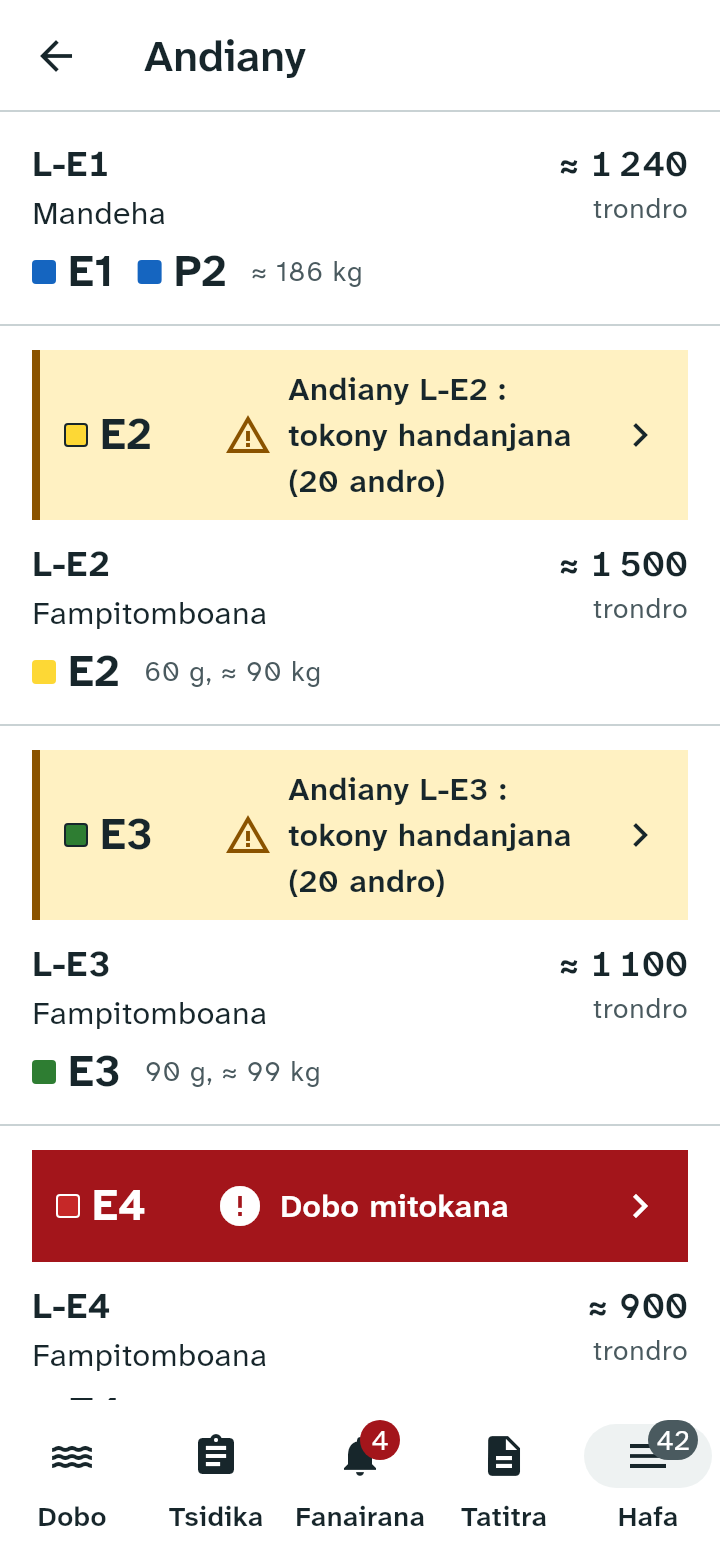 Andiany
L-E1
≈ 1 240
Mandeha
trondro
E1 P2 ≈ 186 kg
E2
Andiany L-E2 :
tokony handanjana
(20 andro)
L-E2
≈ 1 500
Fampitomboana
trondro
E2 60 g, ≈ 90 kg
E3
Andiany L-E3 :
tokony handanjana
(20 andro)
L-E3
≈ 1 100
Fampitomboana
trondro
E3 90 g, ≈ 99 kg
E4 Dobo mitokana
L-E4
≈ 900
Fampitomboana
trondro
4
42
Dobo
Tsidika
Fanairana
Tatitra
Hafa